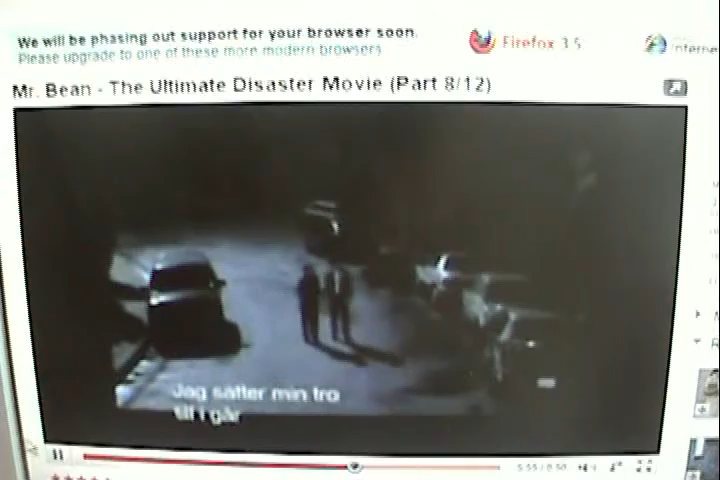 We will be phasing out support for your browser soon.
Please upgrade to one of these more modern browsers
Firefox 3.5
Interne
Mr. Bean - The Ultimate Disaster Movie (Part 8/12)
Jag sätter min tro
till i går